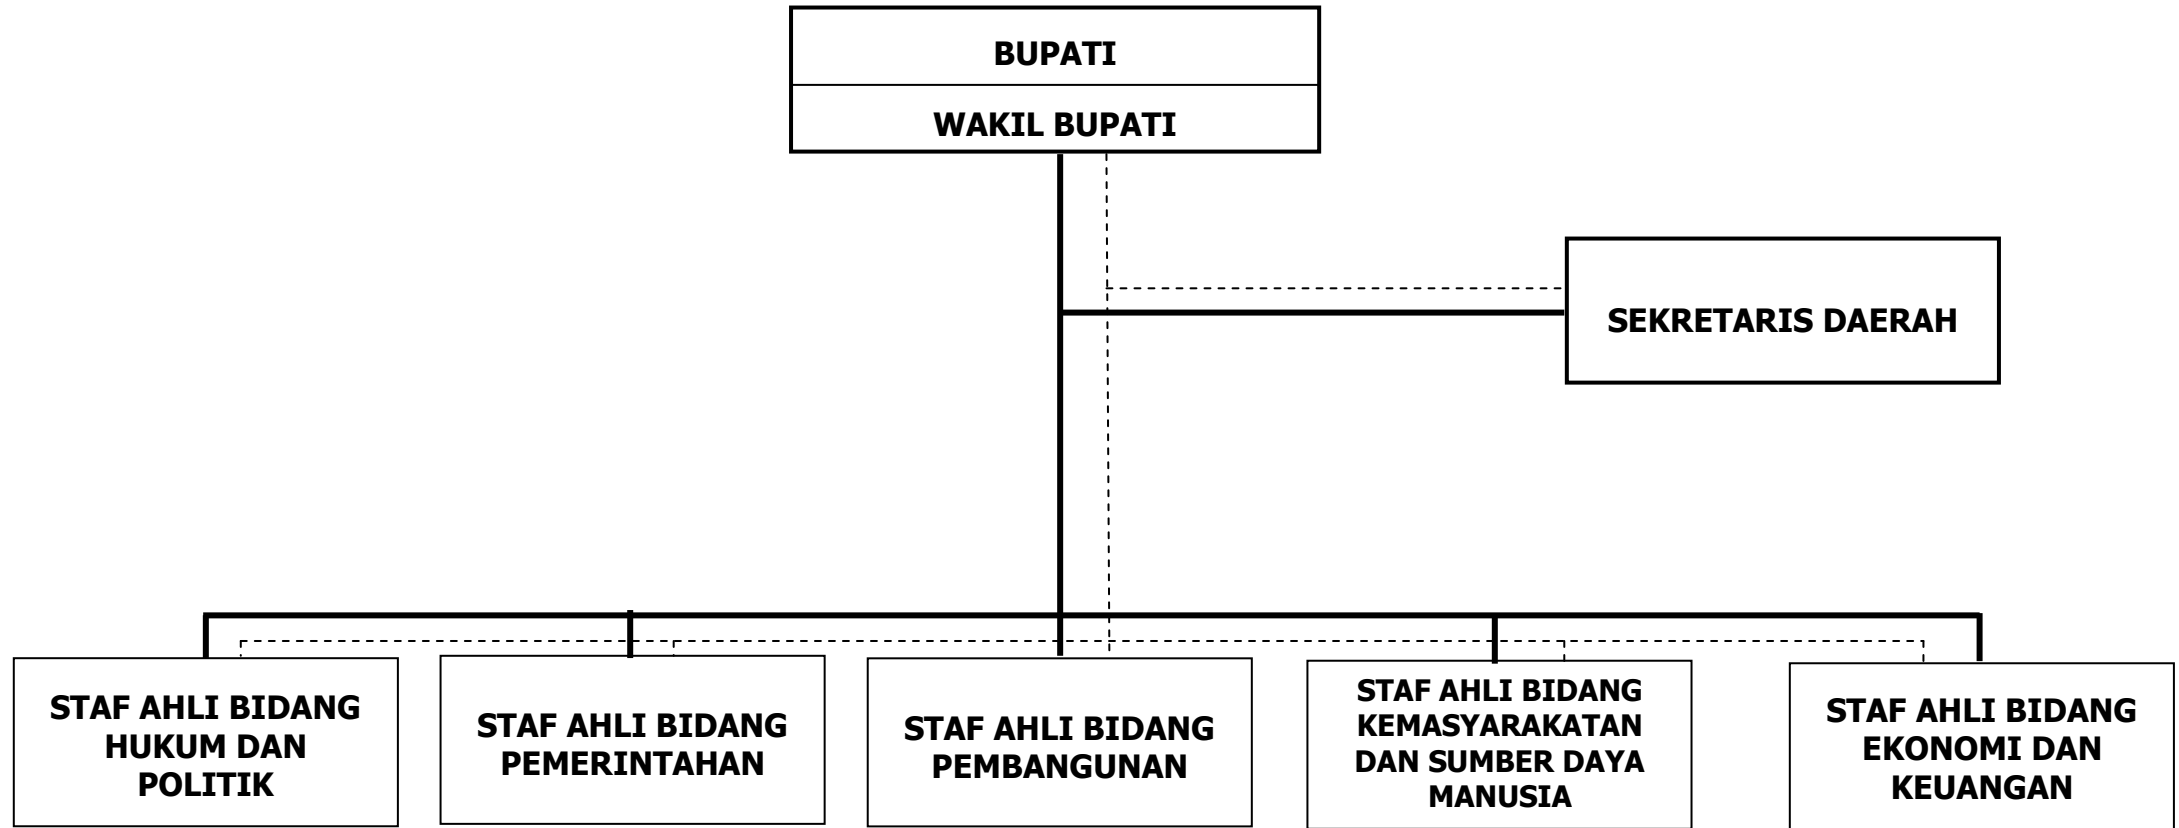 BUPATI
WAKIL BUPATI
SEKRETARIS DAERAH
STAF AHLI BIDANG
HUKUM DAN
POLITIK
STAF AHLI BIDANG
PEMERINTAHAN
STAF AHLI BIDANG
PEMBANGUNAN
STAF AHLI BIDANG
KEMASYARAKATAN
DAN SUMBER DAYA
MANUSIA
STAF AHLI BIDANG
EKONOMI DAN
KEUANGAN